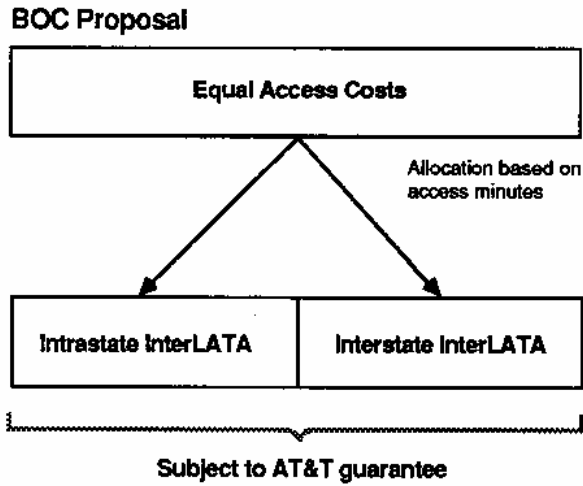 BOC Proposal
Equal Access Costs
Allocation based on
access minutes
Intrastate InterLATA
Interstate InterLATA
Subject to AT&T guarantee